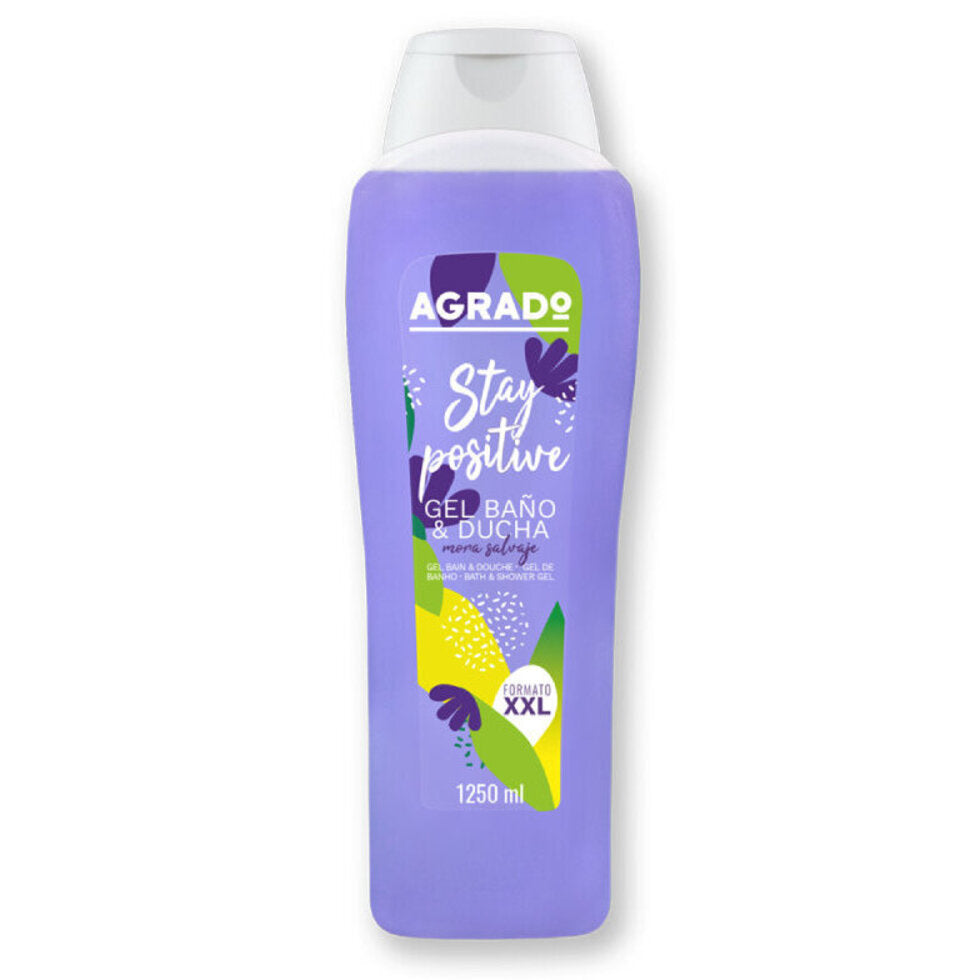 AGRADO
Stay
positive
GEL BAÑO
& DUCHA
mora salvaje
GEL BAIN & DOUCHE · GEL DE
BANHO · BATH & SHOWER GEL
FORMATO
XXL
1250 ml